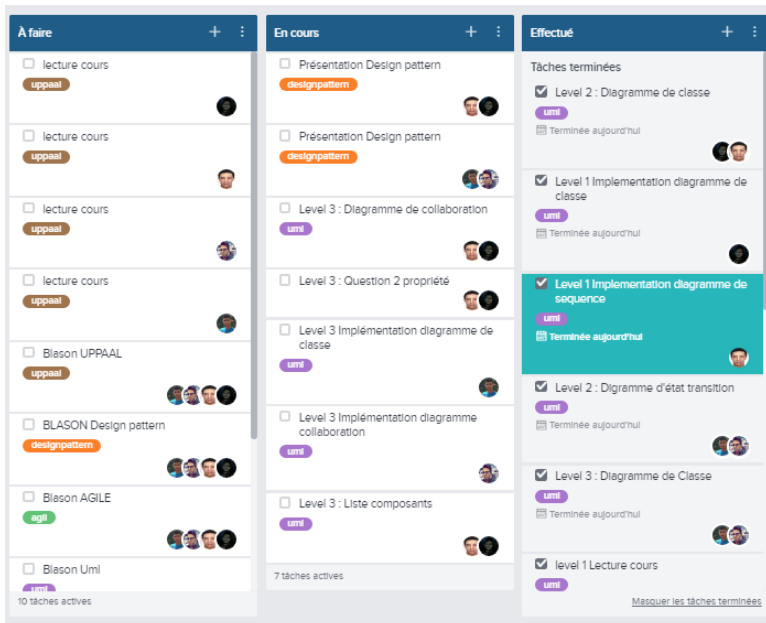 À faire
lecture cours
uppaal
lecture cours
uppaal
lecture cours
uppaal
lecture cours
uppaal
Blason UPPAAL
uppaal
BLASON Design pattern
designpattern
Blason AGILE
agil
Blason Uml
uml
10 tâches actives
En cours
Présentation Design pattern
designpattern
Présentation Design pattern
designpattern
Level 3 : Diagramme de collaboration
uml
Level 3 : Question 2 propriété
Level 3 Implémentation diagramme de
classe
uml
Level 3 Implémentation diagramme
collaboration
uml
Level 3 : Liste composants
uml
7 tâches actives
Effectué
Tâches terminées
Level 2 : Diagramme de classe
uml
Terminée aujourd'hui
Level 1 Implementation diagramme de
classe
uml
Terminée aujourd'hui
Level 1 Implementation diagramme de
sequence
uml
Terminée aujourd'hui
Level 2 : Digramme d'état transition
uml
Terminée aujourd'hui
Level 3 : Diagramme de Classe
uml
Terminée aujourd'hui
level 1 Lecture cours
uml
Masquer les tâches terminées